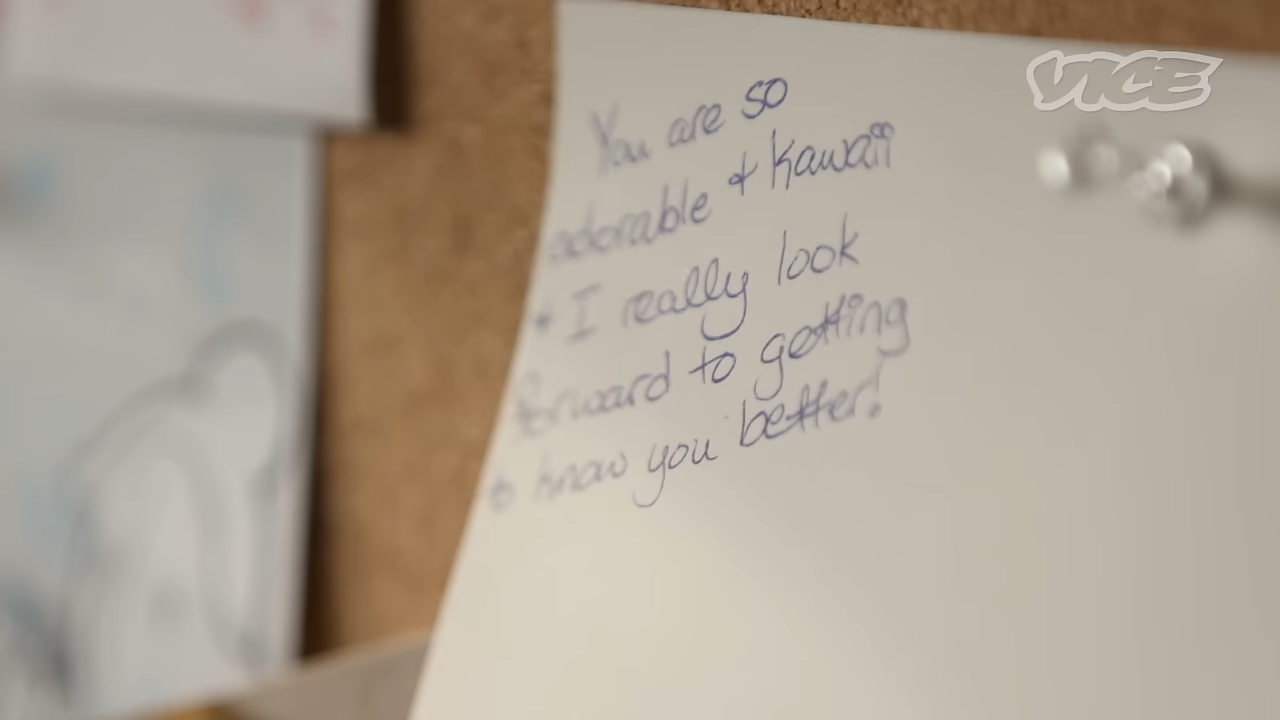 VICE
You are so
adorable + Kawaii
+ I really look
forward to getting
to know you better!